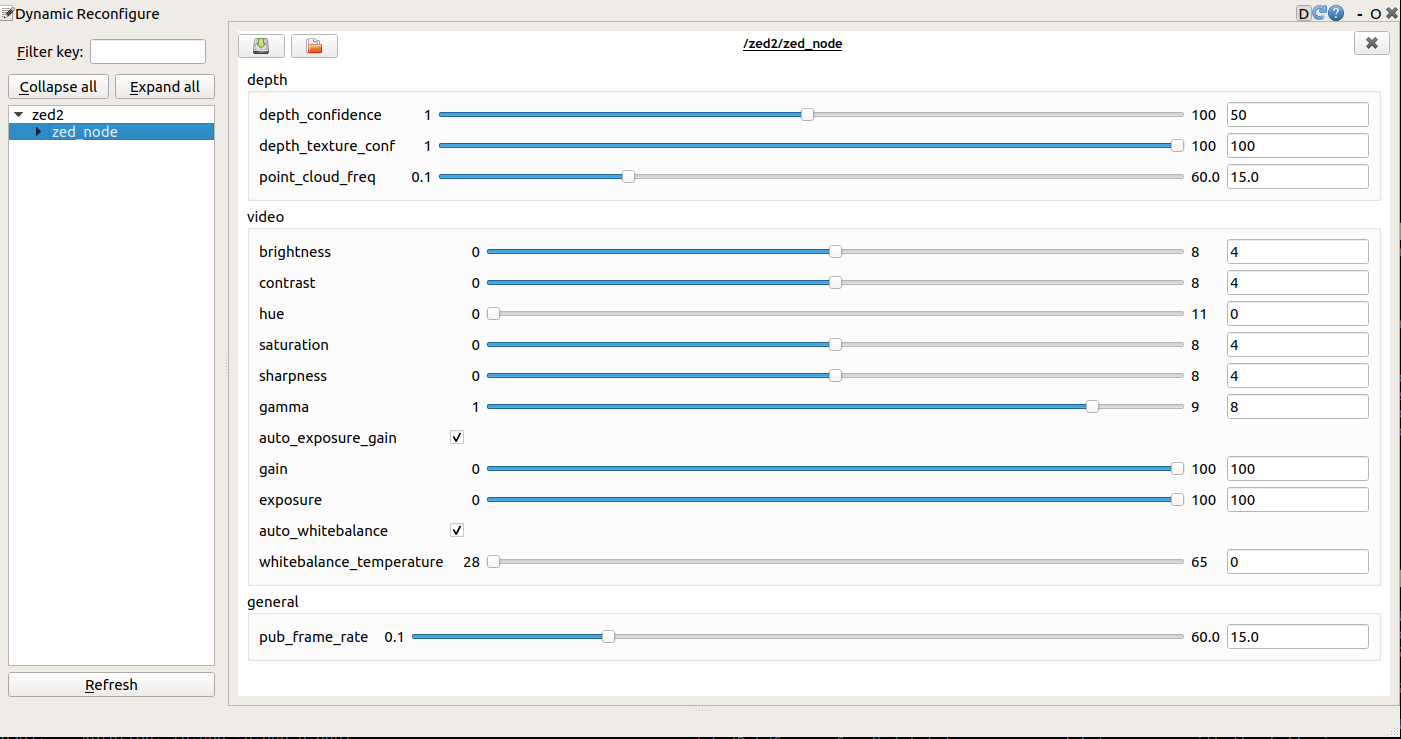 Dynamic Reconfigure D ? - O
Filter key:
Collapse all Expand all
zed2
zed_node
Refresh
/zed2/zed_node
depth
depth_confidence 1 100 50
depth_texture_conf 1 100 100
point_cloud_freq 0.1 60.0 15.0
video
brightness 0 8 4
contrast 0 8 4
hue 0 11 0
saturation 0 8 4
sharpness 0 8 4
gamma 1 9 8
auto_exposure_gain
gain 0 100 100
exposure 0 100 100
auto_whitebalance
whitebalance_temperature 28 65 0
general
pub_frame_rate 0.1 60.0 15.0